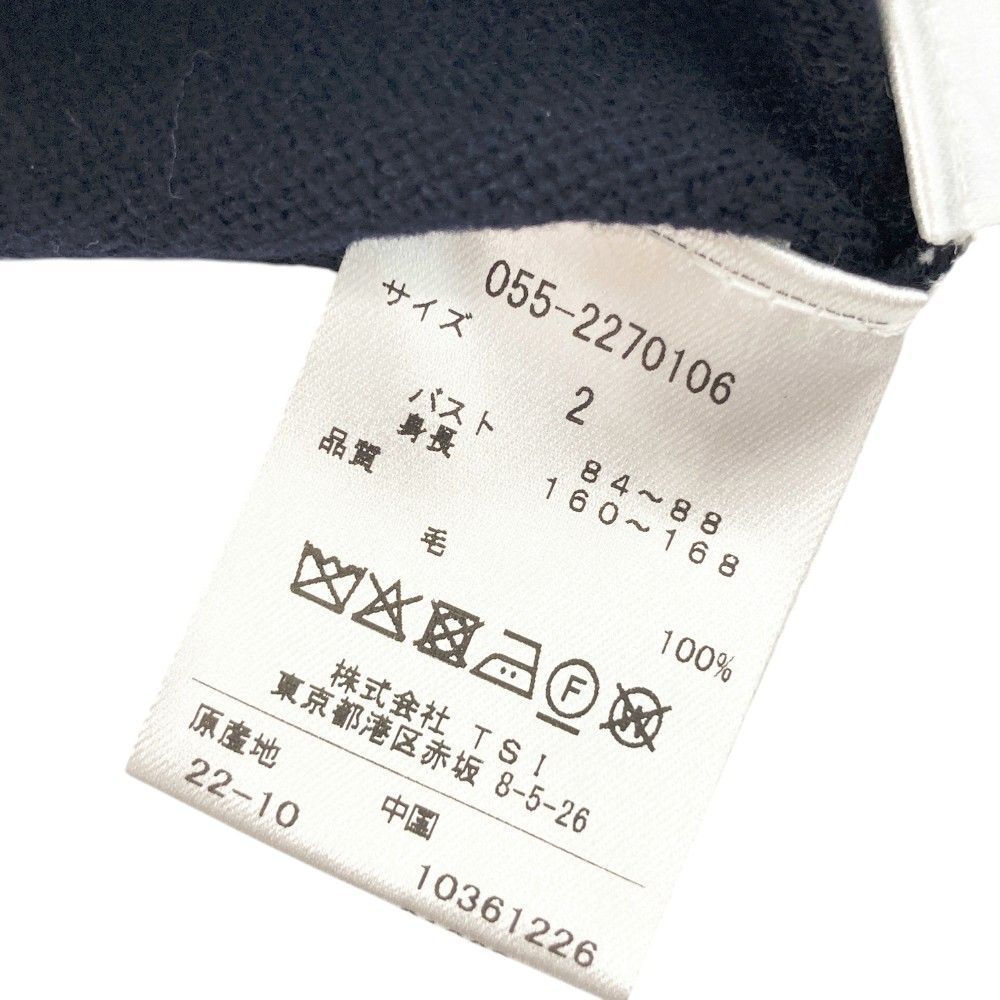 055-2270106
サイズ 2
バスト 84～88
身長 160～168
品質
毛 100%
F
W
株式会社 TSI
東京都港区赤坂 8-5-26
原産地 中国
22-10 10361226